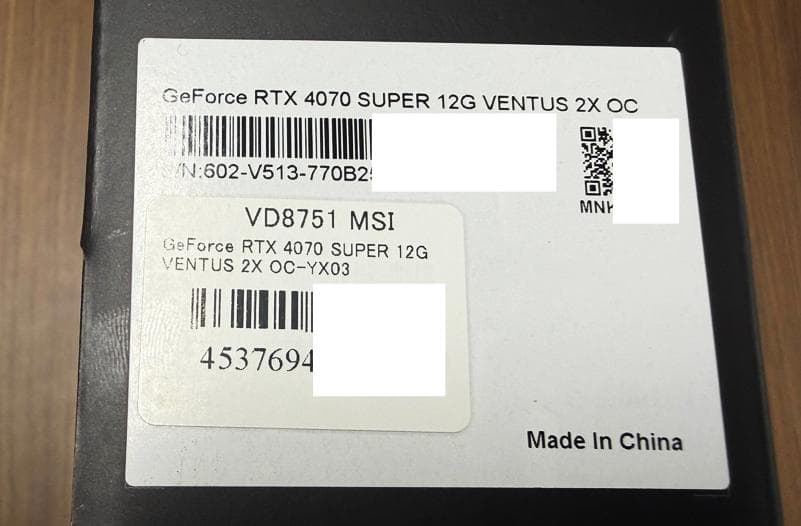 GeForce RTX 4070 SUPER 12G VENTUS 2X OC
/N:602-V513-770B2
MNK
VD8751 MSI
GeForce RTX 4070 SUPER 12G
VENTUS 2X OC-YX03
4537694
Made In China